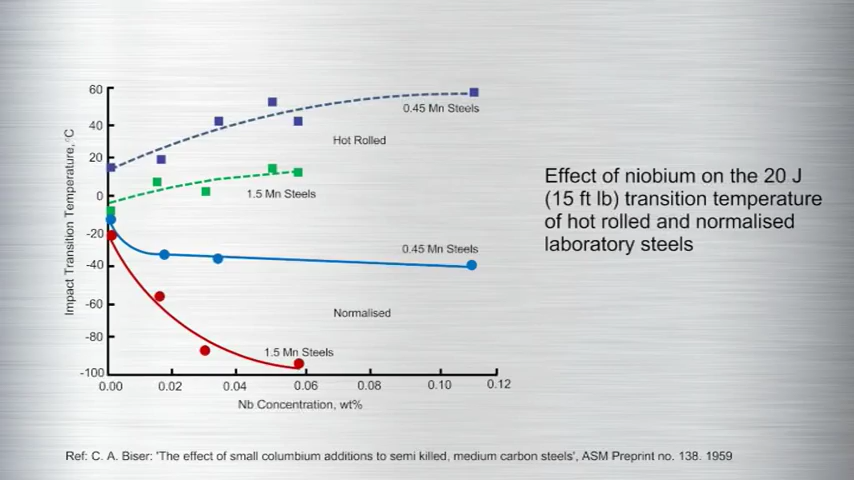 60
40
20
0
-20
-40
-60
-80
-100
Impact Transition Temperature, °C
0.45 Mn Steels
Hot Rolled
1.5 Mn Steels
0.45 Mn Steels
Normalised
1.5 Mn Steels
0.00 0.02 0.04 0.06 0.08 0.10 0.12
Nb Concentration, wt%
Effect of niobium on the 20 J
(15 ft lb) transition temperature
of hot rolled and normalised
laboratory steels
Ref: C. A. Biser: 'The effect of small columbium additions to semi killed, medium carbon steels', ASM Preprint no. 138. 1959